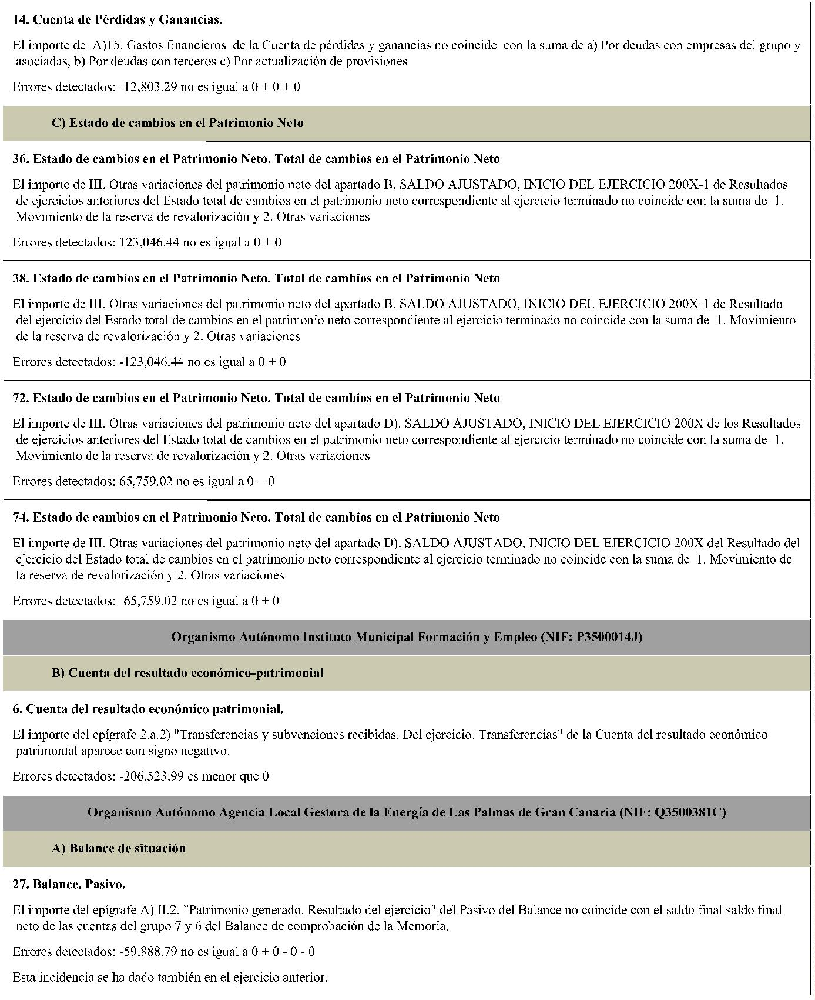 14. Cuenta de Pérdidas y Ganancias.
El importe de A)15. Gastos financieros de la Cuenta de pérdidas y ganancias no coincide con la suma de a) Por deudas con empresas del grupo y
asociadas, b) Por deudas con terceros c) Por actualización de provisiones
Errores detectados: -12,803.29 no es igual a 0 + 0 + 0
C) Estado de cambios en el Patrimonio Neto
36. Estado de cambios en el Patrimonio Neto. Total de cambios en el Patrimonio Neto
El importe de III. Otras variaciones del patrimonio neto del apartado B. SALDO AJUSTADO, INICIO DEL EJERCICIO 200X-1 de Resultados
de ejercicios anteriores del Estado total de cambios en el patrimonio neto correspondiente al ejercicio terminado no coincide con la suma de 1.
Movimiento de la reserva de revalorización y 2. Otras variaciones
Errores detectados: 123,046.44 no es igual a 0 + 0
38. Estado de cambios en el Patrimonio Neto. Total de cambios en el Patrimonio Neto
El importe de III. Otras variaciones del patrimonio neto del apartado B. SALDO AJUSTADO, INICIO DEL EJERCICIO 200X-1 de Resultado
del ejercicio del Estado total de cambios en el patrimonio neto correspondiente al ejercicio terminado no coincide con la suma de 1. Movimiento
de la reserva de revalorización y 2. Otras variaciones
Errores detectados: -123,046.44 no es igual a 0 + 0
72. Estado de cambios en el Patrimonio Neto. Total de cambios en el Patrimonio Neto
El importe de III. Otras variaciones del patrimonio neto del apartado D). SALDO AJUSTADO, INICIO DEL EJERCICIO 200X de los Resultados
de ejercicios anteriores del Estado total de cambios en el patrimonio neto correspondiente al ejercicio terminado no coincide con la suma de 1.
Movimiento de la reserva de revalorización y 2. Otras variaciones
Errores detectados: 65,759.02 no es igual a 0 + 0
74. Estado de cambios en el Patrimonio Neto. Total de cambios en el Patrimonio Neto
El importe de III. Otras variaciones del patrimonio neto del apartado D). SALDO AJUSTADO, INICIO DEL EJERCICIO 200X del Resultado del
ejercicio del Estado total de cambios en el patrimonio neto correspondiente al ejercicio terminado no coincide con la suma de 1. Movimiento de
la reserva de revalorización y 2. Otras variaciones
Errores detectados: -65,759.02 no es igual a 0 + 0
Organismo Autónomo Instituto Municipal Formación y Empleo (NIF: P3500014J)
B) Cuenta del resultado económico-patrimonial
6. Cuenta del resultado económico patrimonial.
El importe del epígrafe 2.a.2) "Transferencias y subvenciones recibidas. Del ejercicio. Transferencias" de la Cuenta del resultado económico
patrimonial aparece con signo negativo.
Errores detectados: -206,523.99 es menor que 0
Organismo Autónomo Agencia Local Gestora de la Energía de Las Palmas de Gran Canaria (NIF: Q3500381C)
A) Balance de situación
27. Balance. Pasivo.
El importe del epígrafe A) II.2. "Patrimonio generado. Resultado del ejercicio" del Pasivo del Balance no coincide con el saldo final saldo final
neto de las cuentas del grupo 7 y 6 del Balance de comprobación de la Memoria.
Errores detectados: -59,888.79 no es igual a 0 + 0 - 0 - 0
Esta incidencia se ha dado también en el ejercicio anterior.